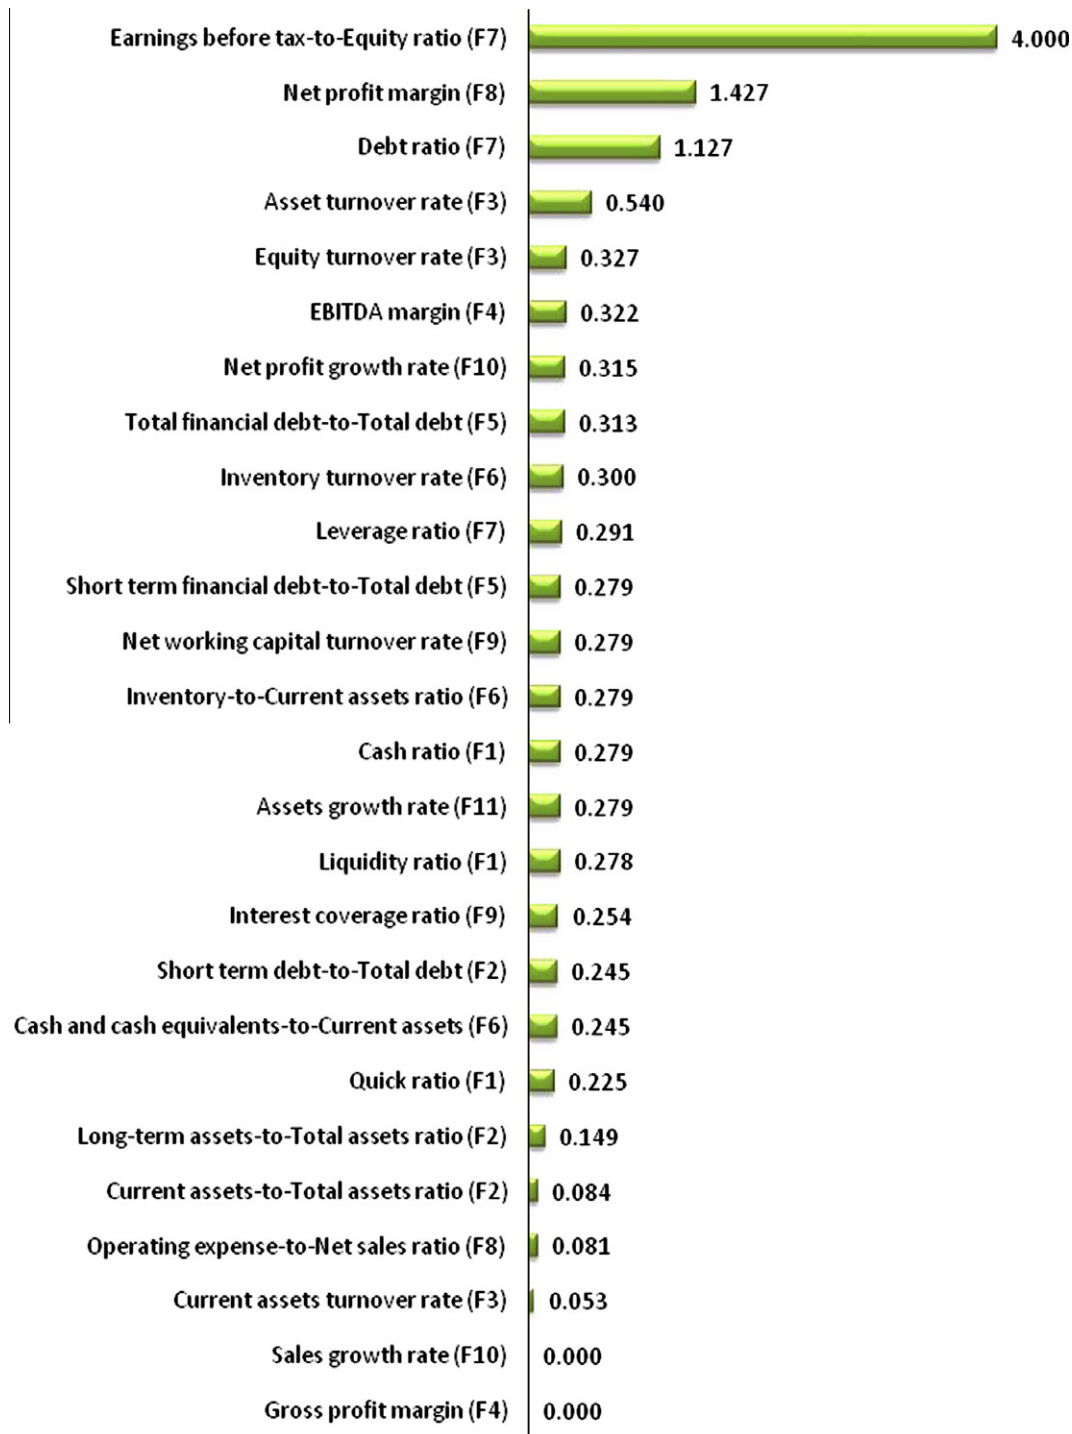 Earnings before tax-to-Equity ratio (F7) 4.000
Net profit margin (F8) 1.427
Debt ratio (F7) 1.127
Asset turnover rate (F3) 0.540
Equity turnover rate (F3) 0.327
EBITDA margin (F4) 0.322
Net profit growth rate (F10) 0.315
Total financial debt-to-Total debt (F5) 0.313
Inventory turnover rate (F6) 0.300
Leverage ratio (F7) 0.291
Short term financial debt-to-Total debt (F5) 0.279
Net working capital turnover rate (F9) 0.279
Inventory-to-Current assets ratio (F6) 0.279
Cash ratio (F1) 0.279
Assets growth rate (F11) 0.279
Liquidity ratio (F1) 0.278
Interest coverage ratio (F9) 0.254
Short term debt-to-Total debt (F2) 0.245
Cash and cash equivalents-to-Current assets (F6) 0.245
Quick ratio (F1) 0.225
Long-term assets-to-Total assets ratio (F2) 0.149
Current assets-to-Total assets ratio (F2) 0.084
Operating expense-to-Net sales ratio (F8) 0.081
Current assets turnover rate (F3) 0.053
Sales growth rate (F10) 0.000
Gross profit margin (F4) 0.000